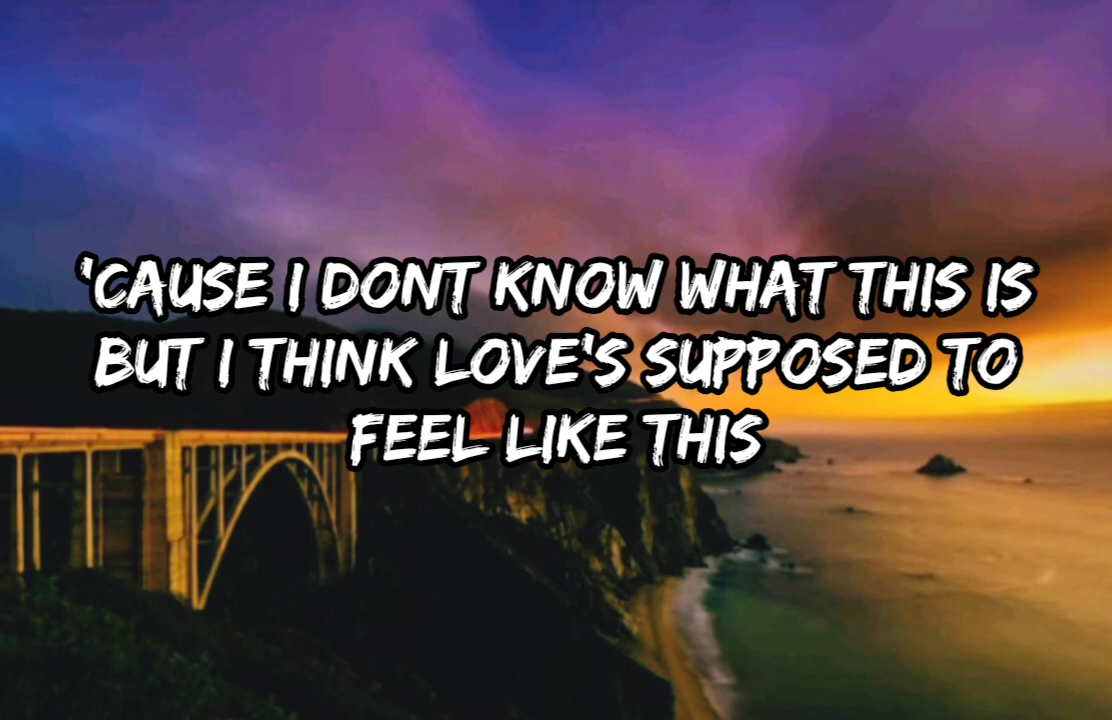 'CAUSE I DONT KNOW WHAT THIS IS
BUT I THINK LOVE'S SUPPOSED TO
FEEL LIKE THIS